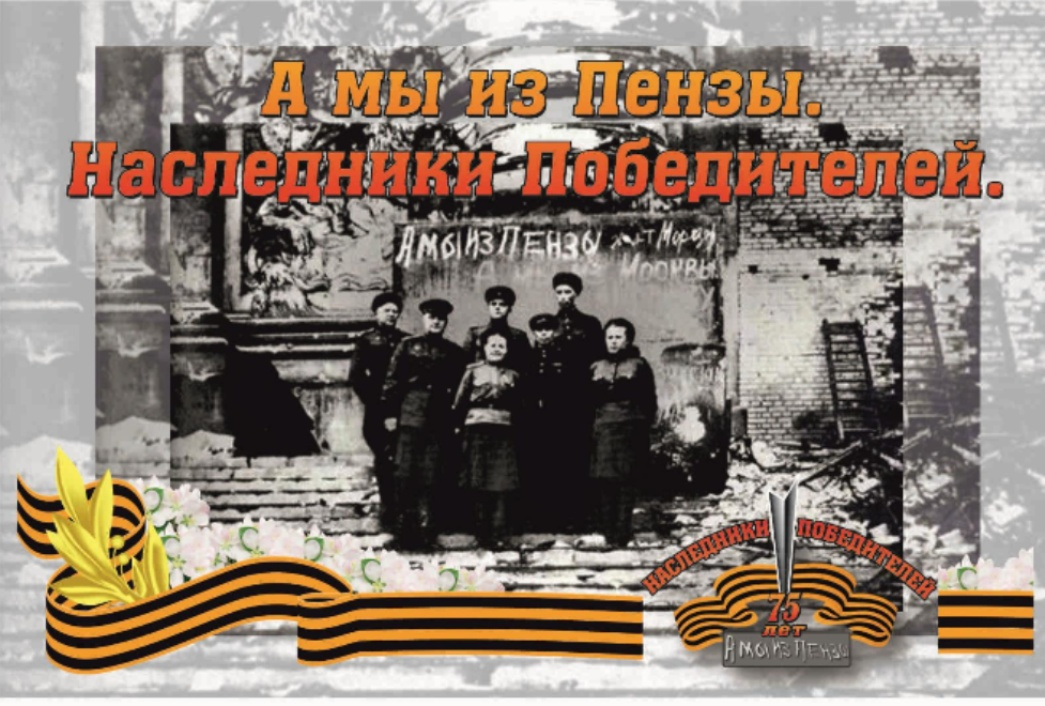 А мы из Пензы.
Наследники Победителей.
А МЫ ИЗ ПЕНЗЫ
МОСКВЫ
НАСЛЕДНИКИ ПОБЕДИТЕЛЕЙ
75
лет
А МЫ ИЗ ПЕНЗЫ